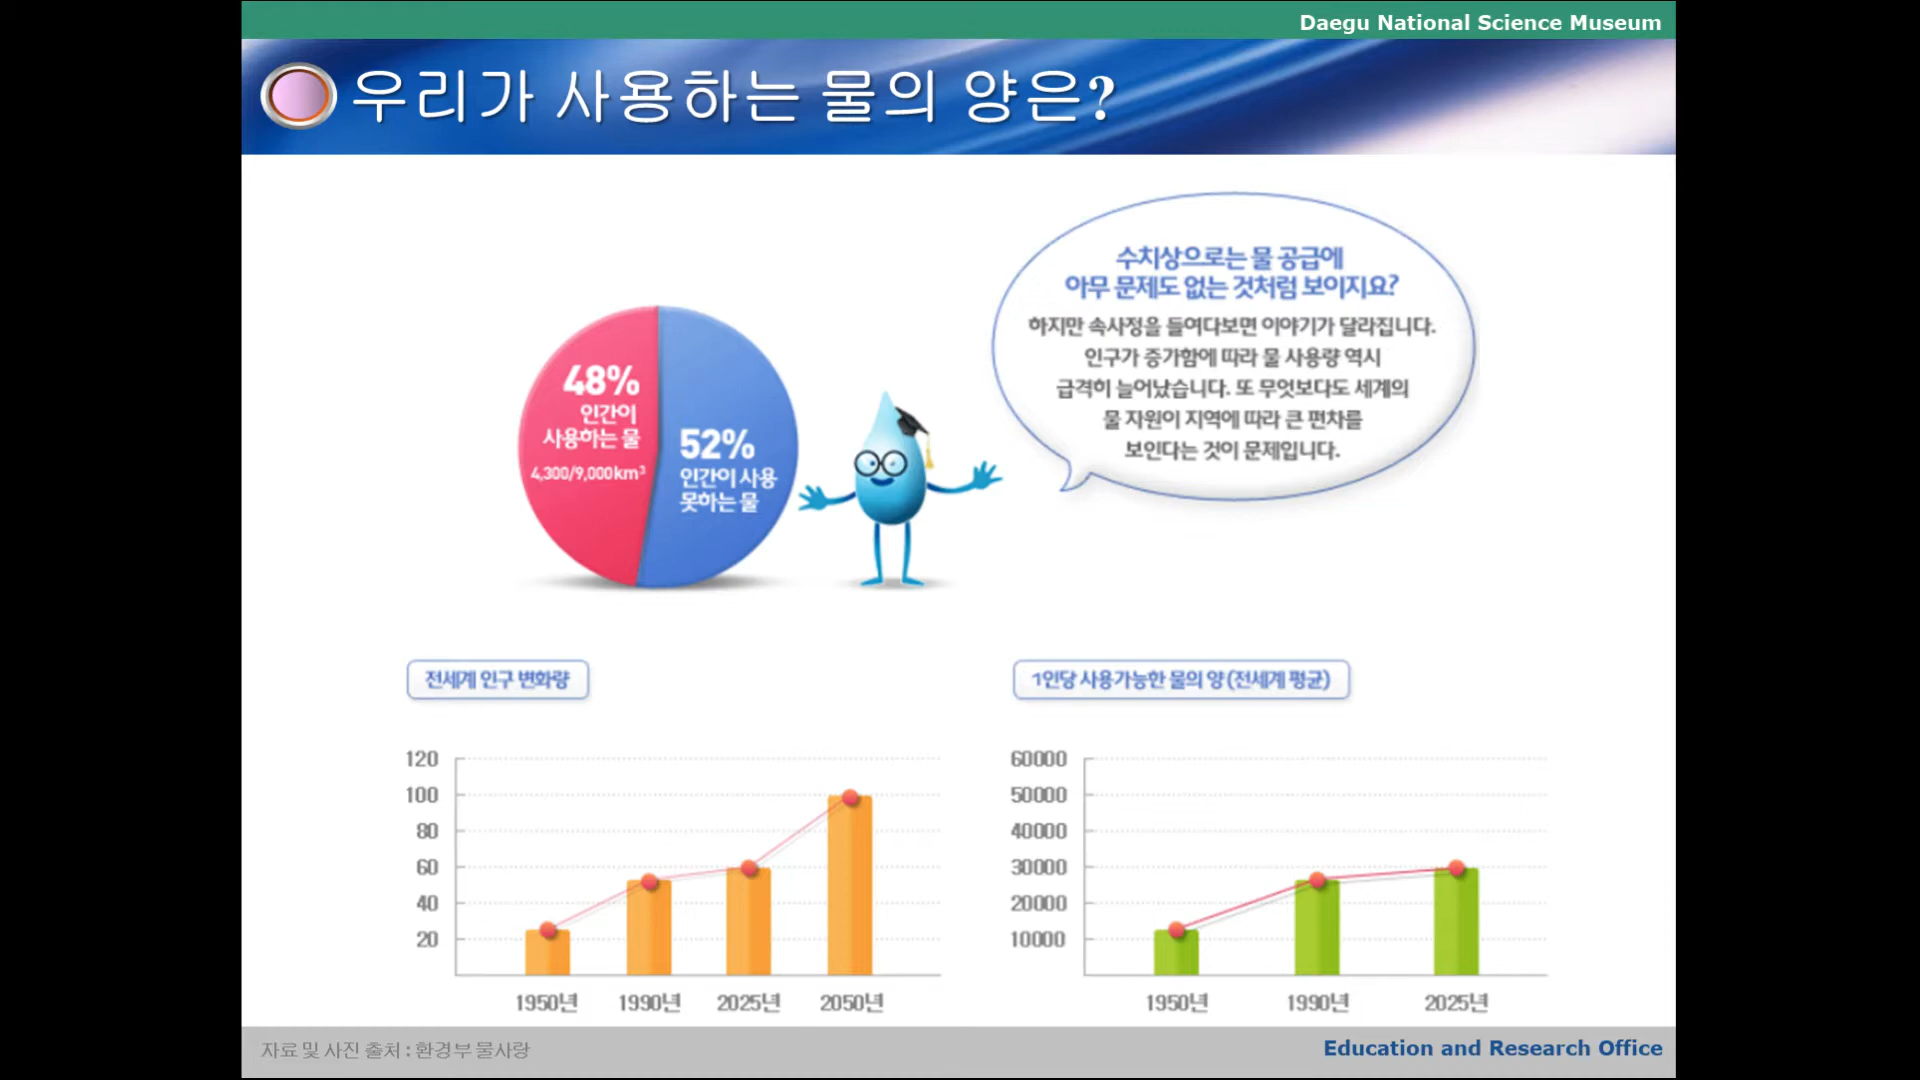 Daegu National Science Museum
우리가 사용하는 물의 양은?
수치상으로는 물 공급에
아무 문제도 없는 것처럼 보이지요?
하지만 속사정을 들여다보면 이야기가 달라집니다.
인구가 증가함에 따라 물 사용량 역시
급격히 늘어났습니다. 또 무엇보다도 세계의
물 자원이 지역에 따라 큰 편차를
보인다는 것이 문제입니다.
48%
인간이
사용하는 물
4,300/9,000km³
52%
인간이 사용
못하는 물
전세계 인구 변화량
120
100
80
60
40
20
1950년 1990년 2025년 2050년
1인당 사용가능한 물의 양(전세계 평균)
60000
50000
40000
30000
20000
10000
1950년 1990년 2025년
자료 및 사진 출처 : 환경부 물사랑
Education and Research Office